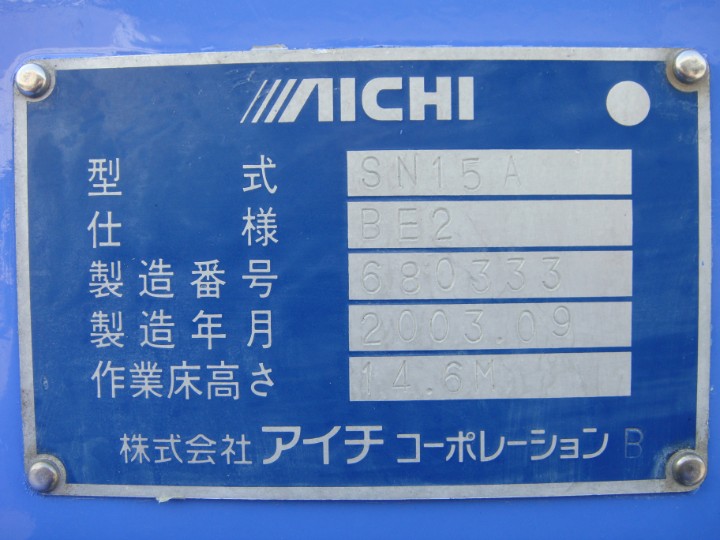 AICHI
型式 SN15A
仕様 BE2
製造番号 680333
製造年月 2003.09
作業床高さ 14.6M
株式会社 アイチ コーポレーション B